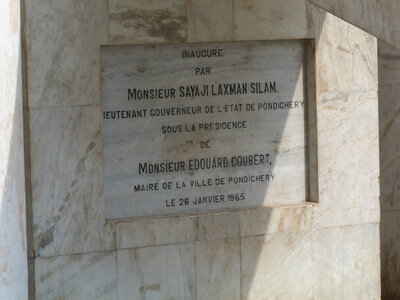 INAUGURE
PAR
MONSIEUR SAYAJI LAXMAN SILAM,
LIEUTENANT GOUVERNEUR DE L'ETAT DE PONDICHERY
SOUS LA PRESIDENCE
DE
MONSIEUR EDOUARD GOUBERT,
MAIRE DE LA VILLE DE PONDICHERY
LE 26 JANVIER 1965